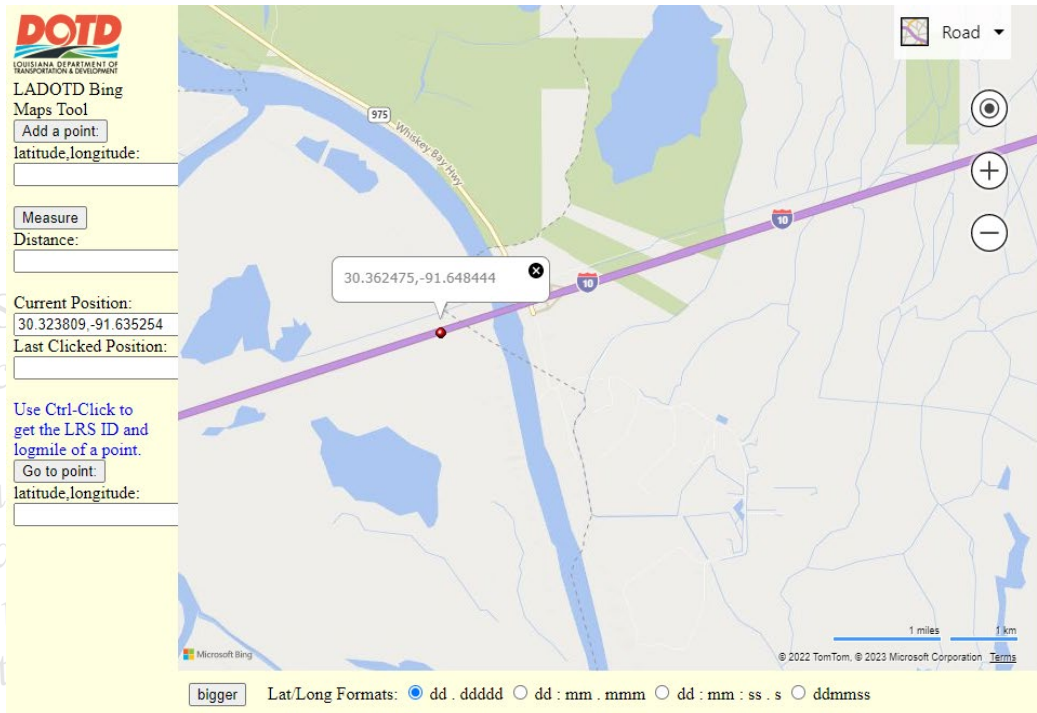 DOTD
LOUISIANA DEPARTMENT OF
TRANSPORTATION & DEVELOPMENT
LADOTD Bing
Maps Tool
Add a point:
latitude,longitude:
Measure
Distance:
Current Position:
30.323809,-91.635254
Last Clicked Position:
Use Ctrl-Click to
get the LRS ID and
logmile of a point.
Go to point:
latitude,longitude:
Road
975
Whiskey Bay Hwy
10
30.362475,-91.648444
10
1 miles
1 km
Microsoft Bing
© 2022 TomTom, © 2023 Microsoft Corporation Terms
bigger
Lat/Long Formats: dd . ddddd dd : mm . mmm dd : mm : ss . s ddmmss